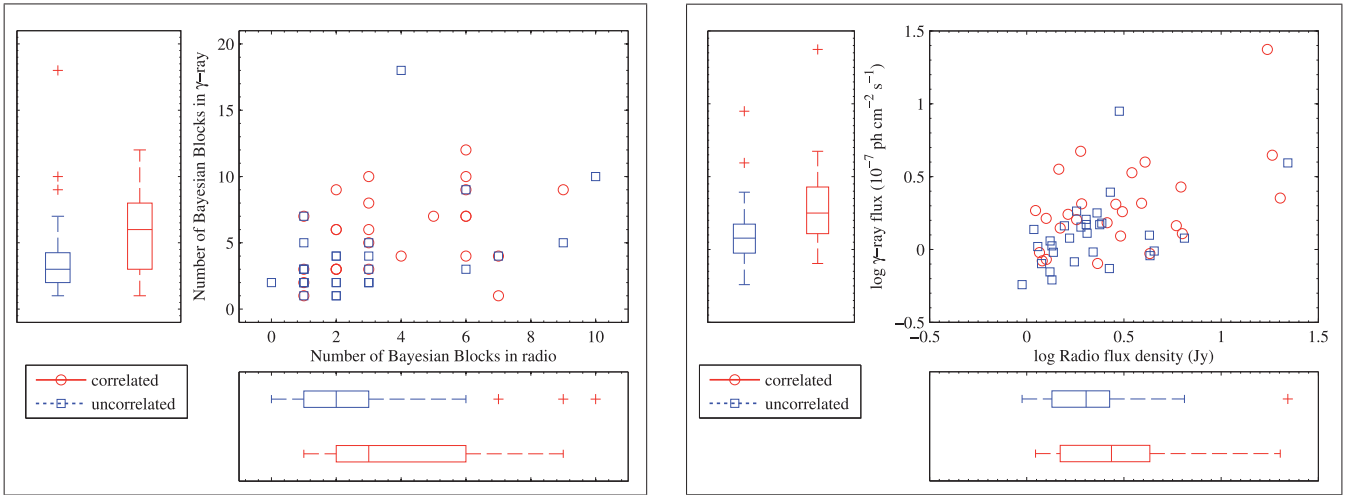 20
15
10
5
0
Number of Bayesian Blocks in γ−ray
0 2 4 6 8 10
Number of Bayesian Blocks in radio
correlated
uncorrelated
1.5
1
0.5
0
−0.5
log γ−ray flux (10⁻⁷ ph cm⁻² s⁻¹)
−0.5 0 0.5 1 1.5
log Radio flux density (Jy)
correlated
uncorrelated